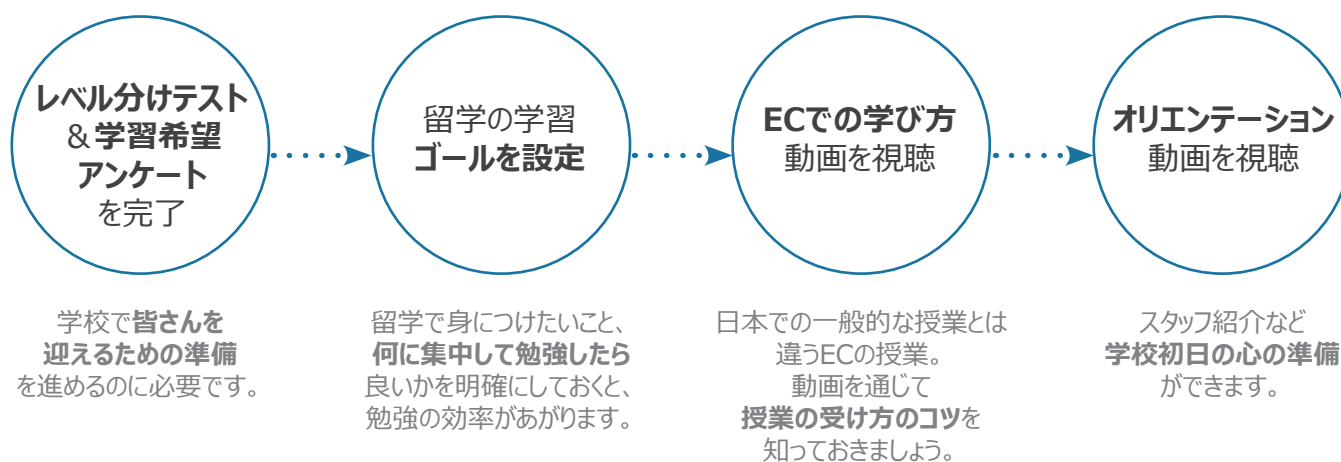 レベル分けテスト
&学習希望
アンケート
を完了
留学の学習
ゴールを設定
ECでの学び方
動画を視聴
オリエンテーション
動画を視聴
学校で皆さんを
迎えるための準備
を進めるのに必要です。
留学で身につけたいこと、
何に集中して勉強したら
良いかを明確にしておくと、
勉強の効率があがります。
日本での一般的な授業とは
違うECの授業。
動画を通じて
授業の受け方のコツを
知っておきましょう。
スタッフ紹介など
学校初日の心の準備
ができます。